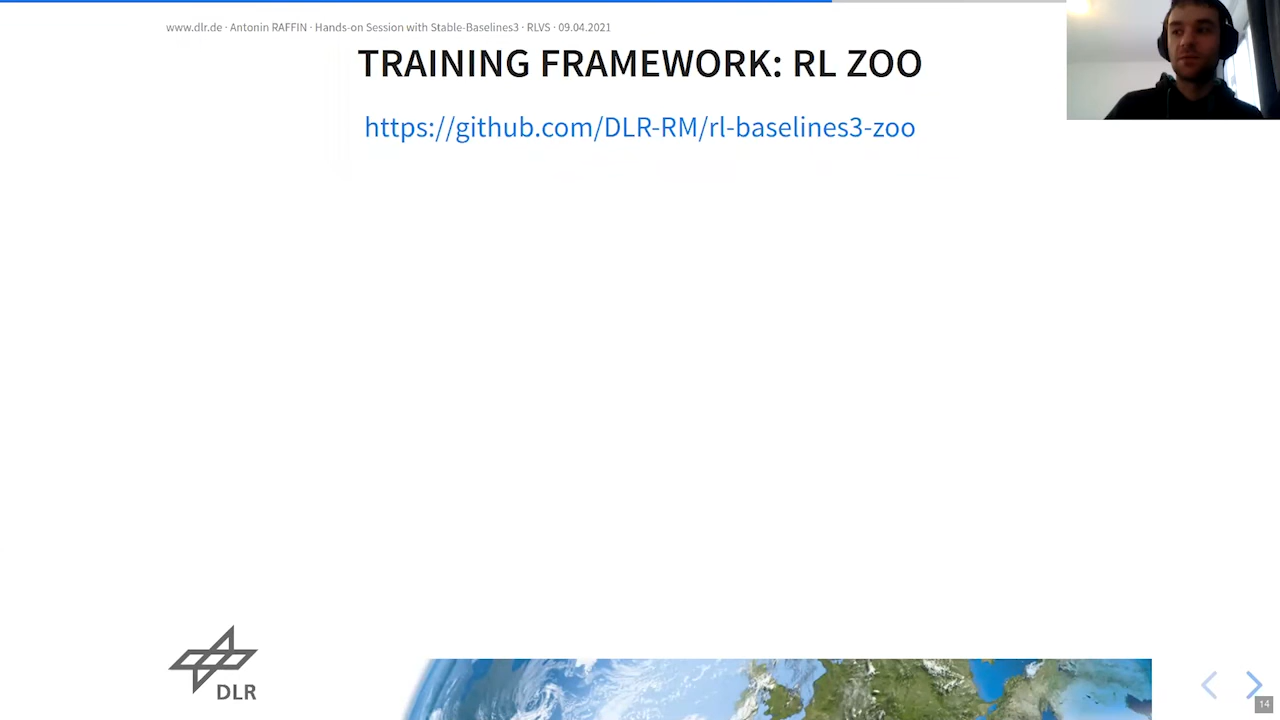 www.dlr.de · Antonin RAFFIN · Hands-on Session with Stable-Baselines3 · RLVS · 09.04.2021
TRAINING FRAMEWORK: RL ZOO
https://github.com/DLR-RM/rl-baselines3-zoo
DLR
14